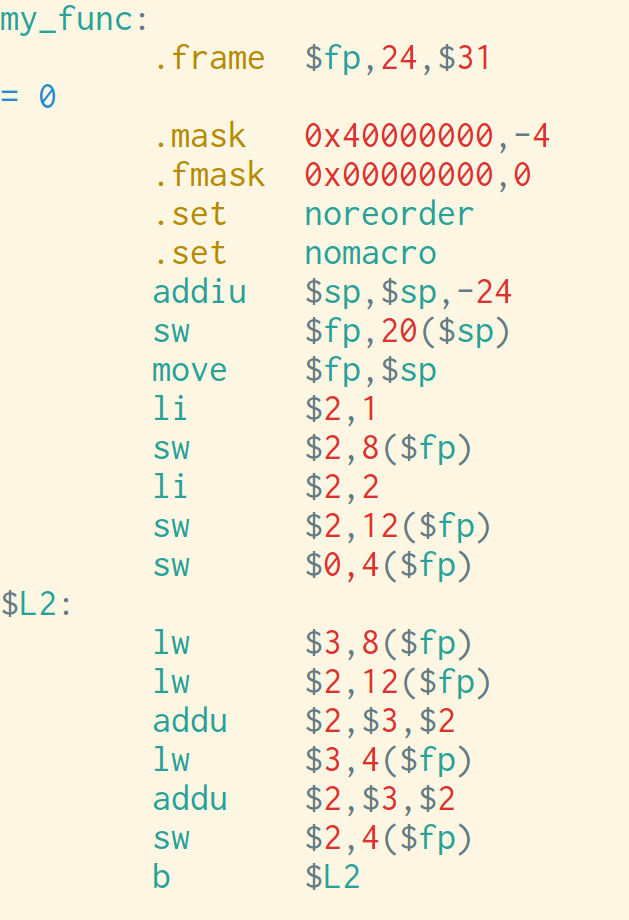 my_func:
.frame $fp,24,$31
= 0
.mask 0x40000000,-4
.fmask 0x00000000,0
.set noreorder
.set nomacro
addiu $sp,$sp,-24
sw $fp,20($sp)
move $fp,$sp
li $2,1
sw $2,8($fp)
li $2,2
sw $2,12($fp)
sw $0,4($fp)
$L2:
lw $3,8($fp)
lw $2,12($fp)
addu $2,$3,$2
lw $3,4($fp)
addu $2,$3,$2
sw $2,4($fp)
b $L2